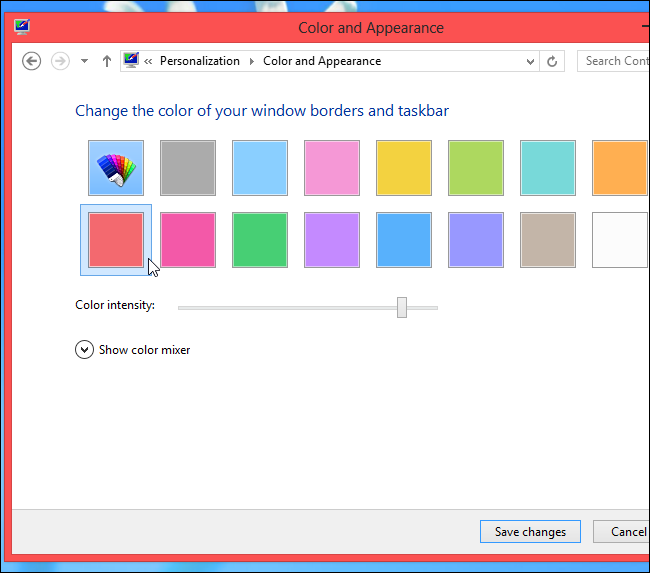 Color and Appearance
Personalization Color and Appearance
Search Cont
Change the color of your window borders and taskbar
Color intensity:
Show color mixer
Save changes
Cancel